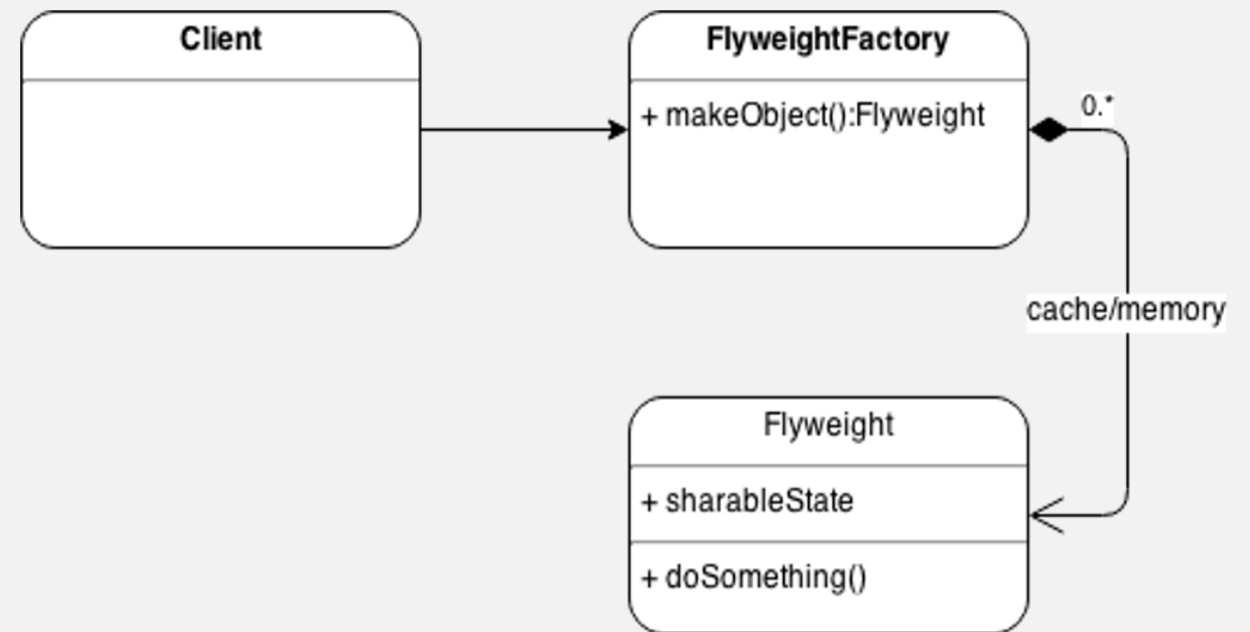 Client
FlyweightFactory
+ makeObject():Flyweight
0.*
cache/memory
Flyweight
+ sharableState
+ doSomething()